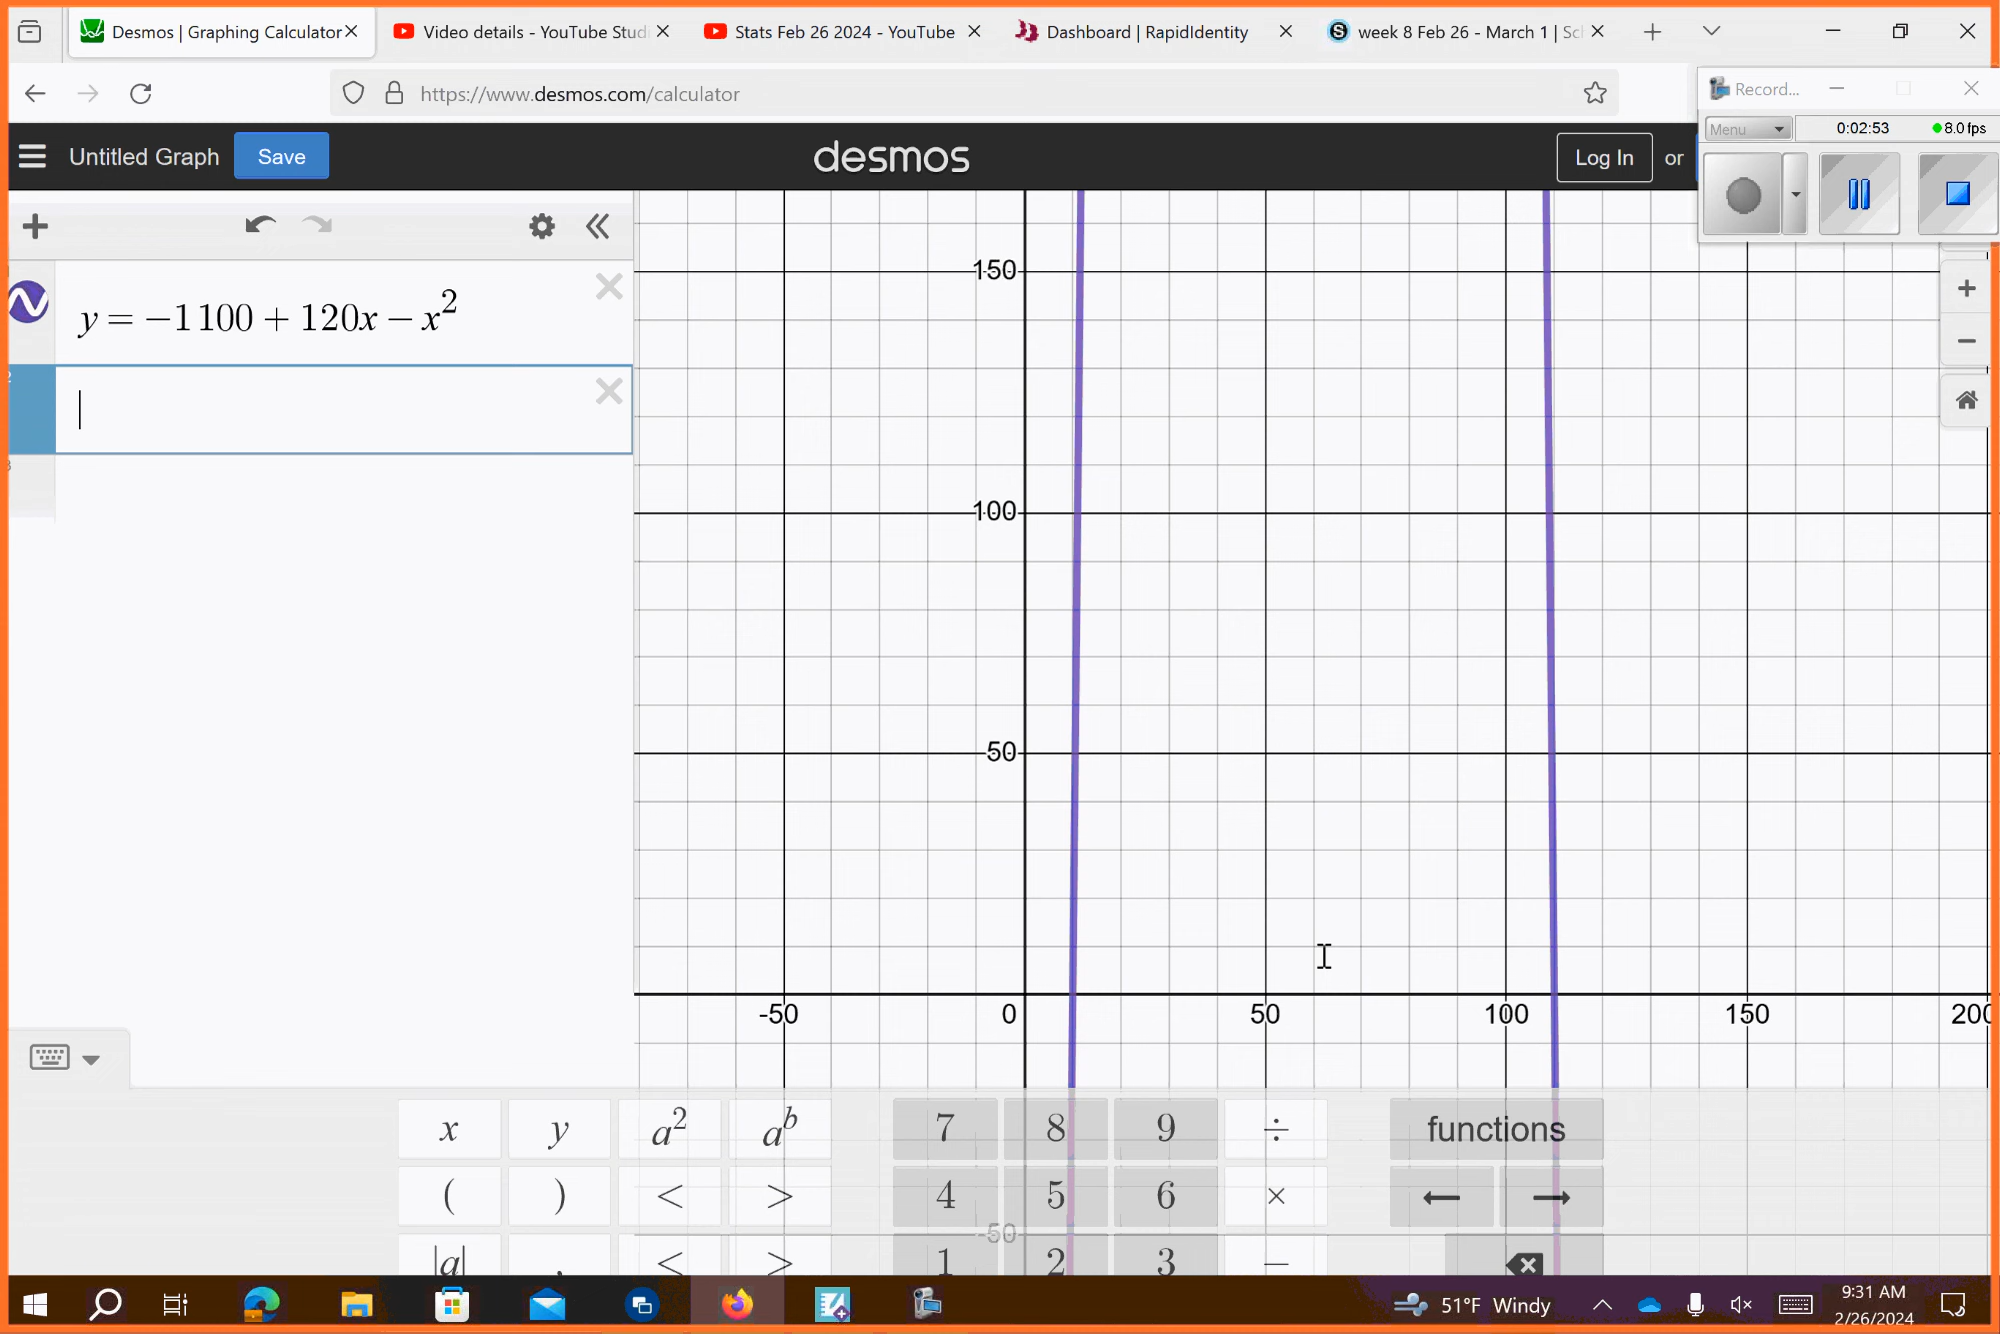 Desmos | Graphing Calculator
Video details - YouTube Stud
Stats Feb 26 2024 - YouTube
Dashboard | RapidIdentity
week 8 Feb 26 - March 1 | Sc
https://www.desmos.com/calculator
Record...
Menu
0:02:53
8.0 fps
Untitled Graph
Save
desmos
Log In
or
y = −1100 + 120x − x²
2
3
150
100
50
-50
0
50
100
150
200
-50
x y a² aᵇ 7 8 9 ÷ functions
( ) < > 4 5 6 × ← →
|a| , < > 1 2 3 −
51°F Windy
9:31 AM
2/26/2024